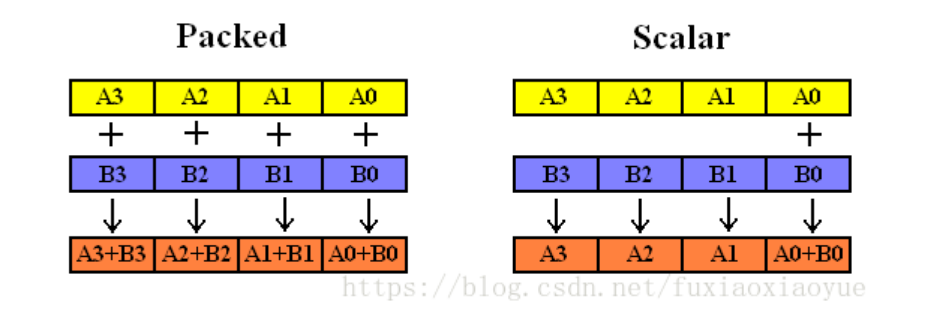 Packed Scalar
A3 A2 A1 A0 A3 A2 A1 A0
+ + + + +
B3 B2 B1 B0 B3 B2 B1 B0
A3+B3 A2+B2 A1+B1 A0+B0 A3 A2 A1 A0+B0
https://blog.csdn.net/fuxiaoxiaoyue